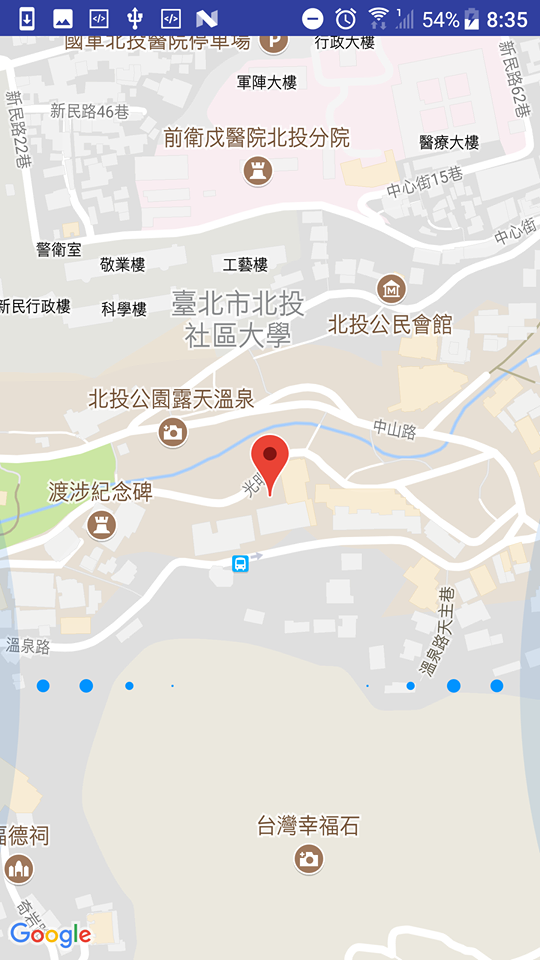 54% 8:35
國軍北投醫院停車場
P
行政大樓
軍陣大樓
新民路62巷
新民路22巷
新民路46巷
前衛戍醫院北投分院
醫療大樓
中心街15巷
中心街
警衛室
敬業樓
工藝樓
新民行政樓
科學樓
臺北市北投
社區大學
北投公民會館
北投公園露天溫泉
中山路
光明
渡涉紀念碑
溫泉路
溫泉路天主巷
台灣幸福石
福德祠
奇岩
Google